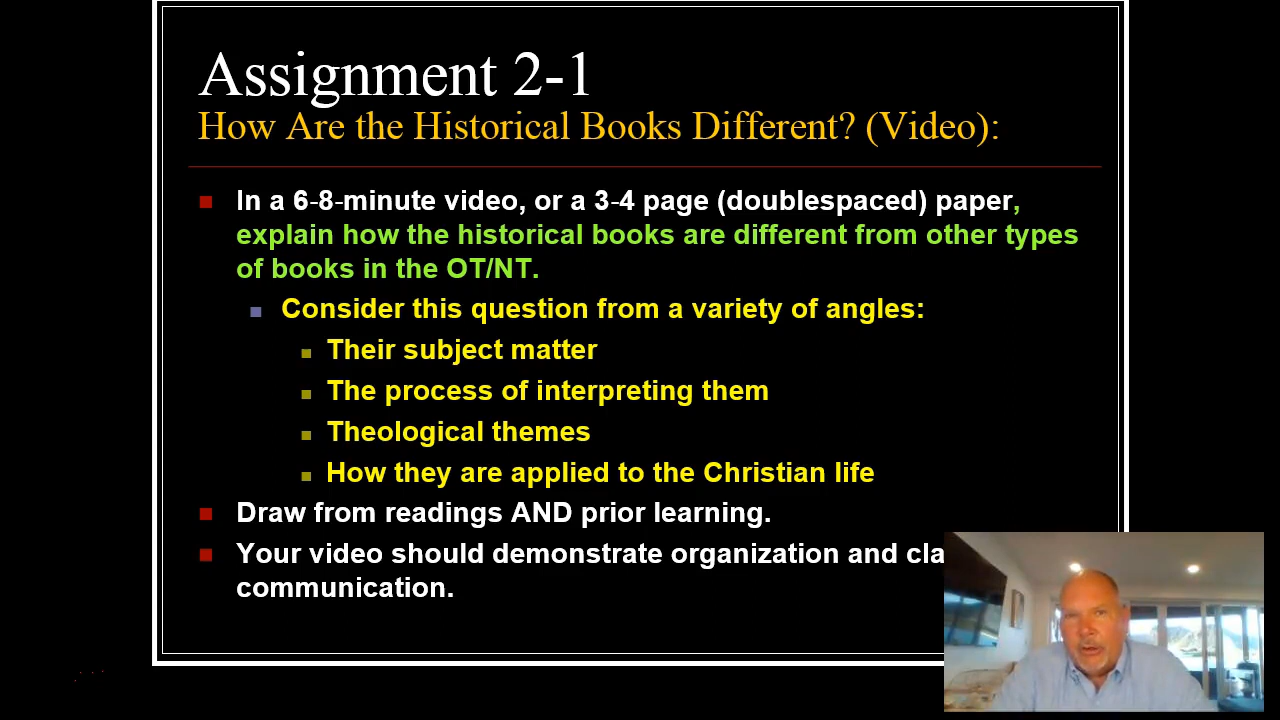 Assignment 2-1
How Are the Historical Books Different? (Video):
In a 6-8-minute video, or a 3-4 page (doublespaced) paper,
explain how the historical books are different from other types
of books in the OT/NT.
Consider this question from a variety of angles:
Their subject matter
The process of interpreting them
Theological themes
How they are applied to the Christian life
Draw from readings AND prior learning.
Your video should demonstrate organization and cla
communication.